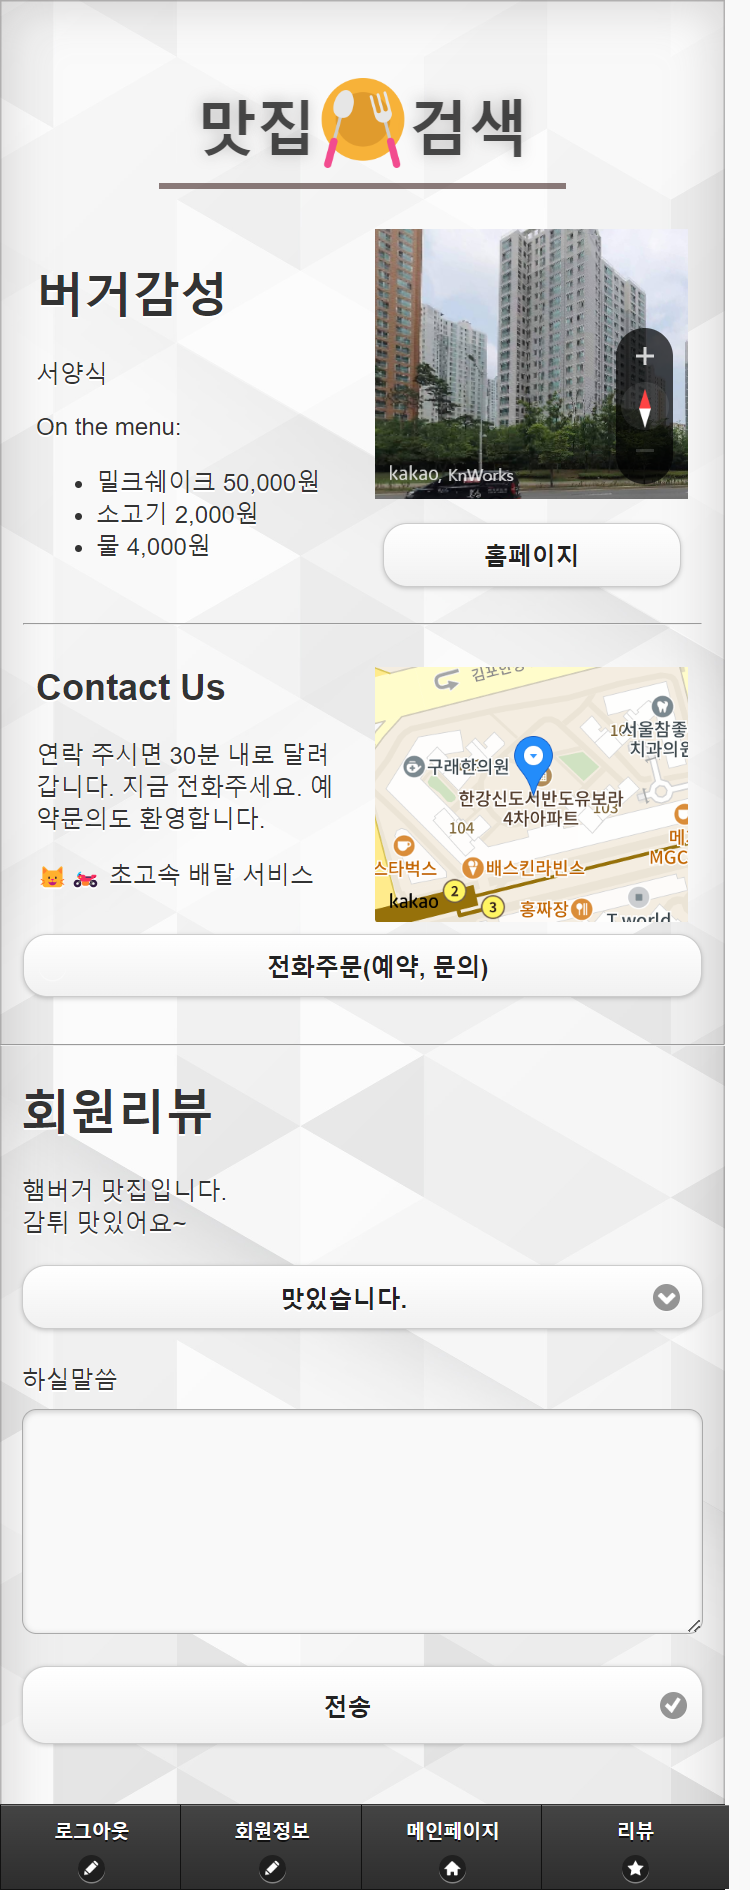 맛집 검색
버거감성
서양식
On the menu:
밀크쉐이크 50,000원
소고기 2,000원
물 4,000원
kakao, KnWorks
홈페이지
Contact Us
연락 주시면 30분 내로 달려
갑니다. 지금 전화주세요. 예
약문의도 환영합니다.
초고속 배달 서비스
서울참좋
치과의원
구래한의원
한강신도시반도유보라
4차아파트
103
104
메
MGC
스타벅스
배스킨라빈스
2
kakao
3
홍짜장
T world
전화주문(예약, 문의)
회원리뷰
햄버거 맛집입니다.
감튀 맛있어요~
맛있습니다.
하실말씀
전송
로그아웃
회원정보
메인페이지
리뷰